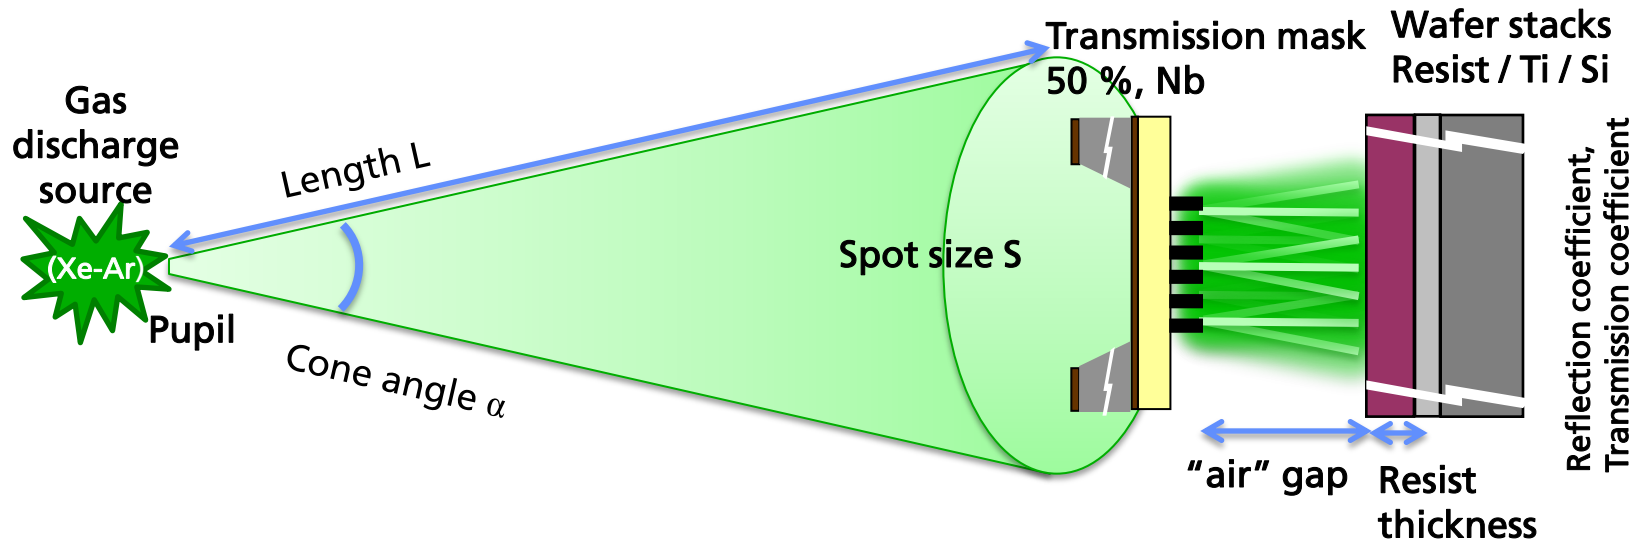 Gas
discharge
source
(Xe-Ar)
Pupil
Length L
Cone angle α
Spot size S
Transmission mask
50 %, Nb
Wafer stacks
Resist / Ti / Si
“air” gap
Resist
thickness
Reflection coefficient,
Transmission coefficient